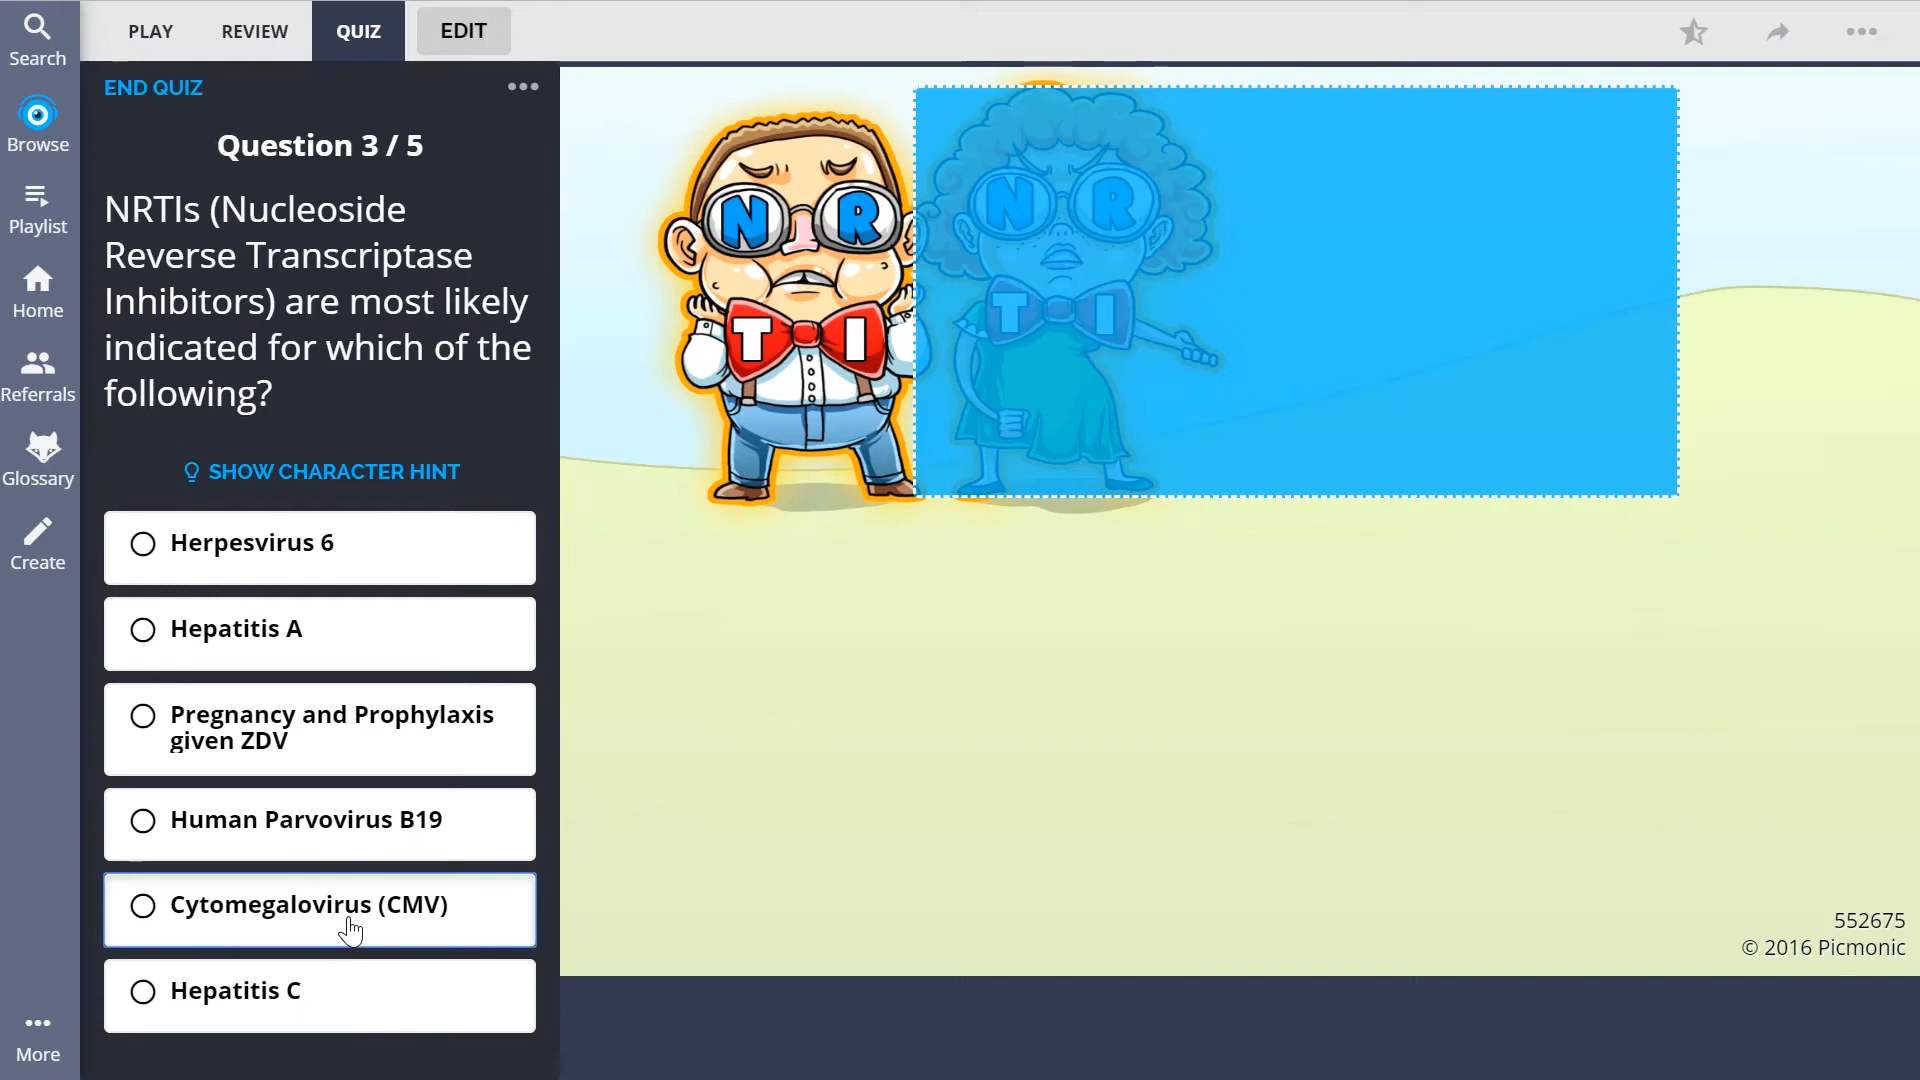 Search
Browse
Playlist
Home
Referrals
Glossary
Create
More
PLAY REVIEW QUIZ EDIT
END QUIZ
Question 3 / 5
NRTIs (Nucleoside
Reverse Transcriptase
Inhibitors) are most likely
indicated for which of the
following?
SHOW CHARACTER HINT
Herpesvirus 6
Hepatitis A
Pregnancy and Prophylaxis
given ZDV
Human Parvovirus B19
Cytomegalovirus (CMV)
Hepatitis C
N R
T I
N R
T I
552675
© 2016 Picmonic